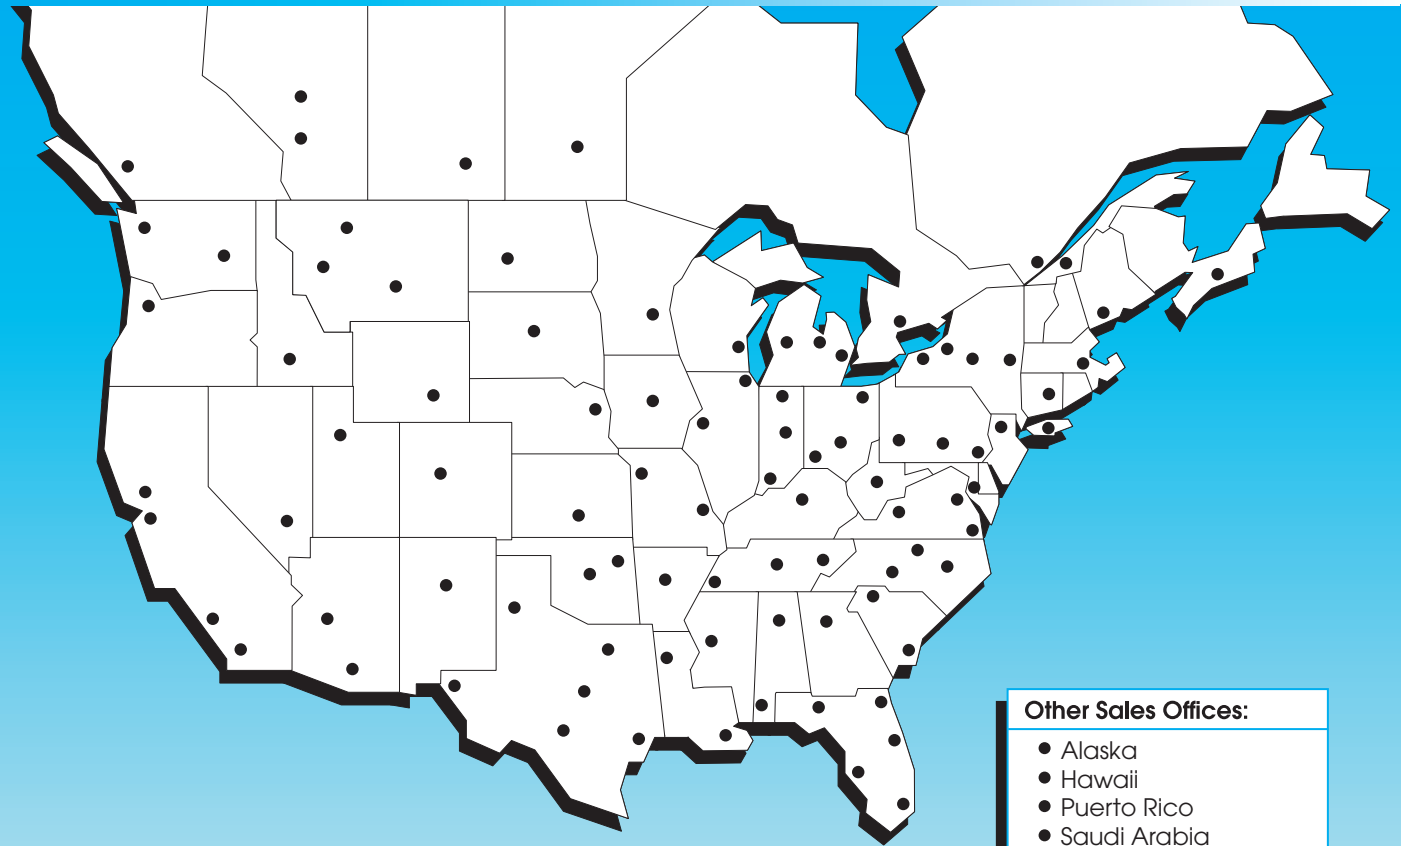 Other Sales Offices:
● Alaska
● Hawaii
● Puerto Rico
● Saudi Arabia